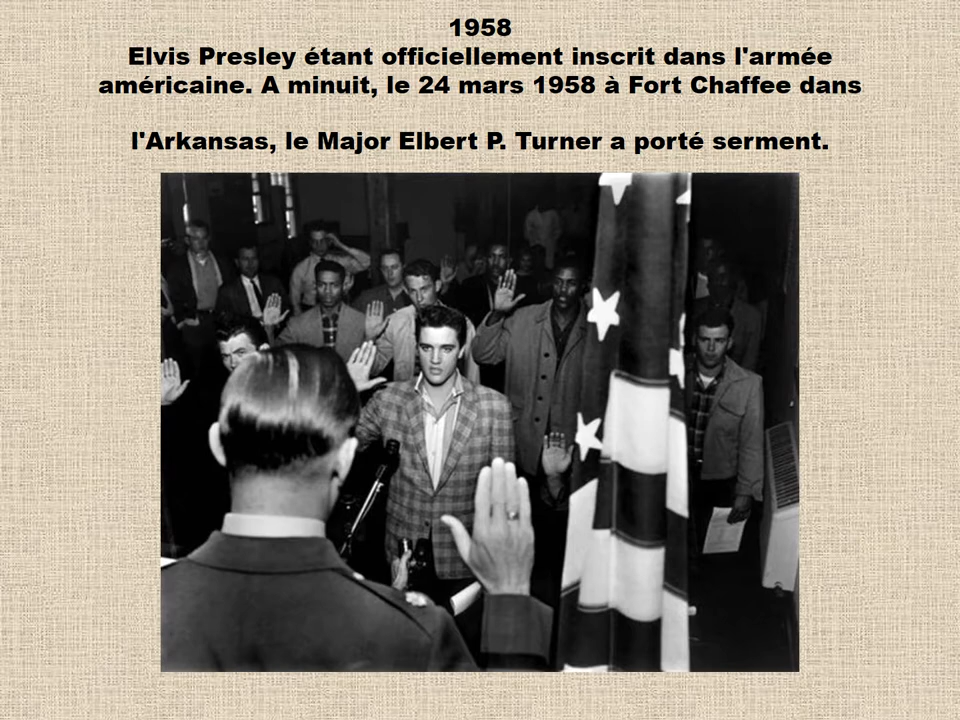 1958
Elvis Presley étant officiellement inscrit dans l'armée
américaine. A minuit, le 24 mars 1958 à Fort Chaffee dans
l'Arkansas, le Major Elbert P. Turner a porté serment.